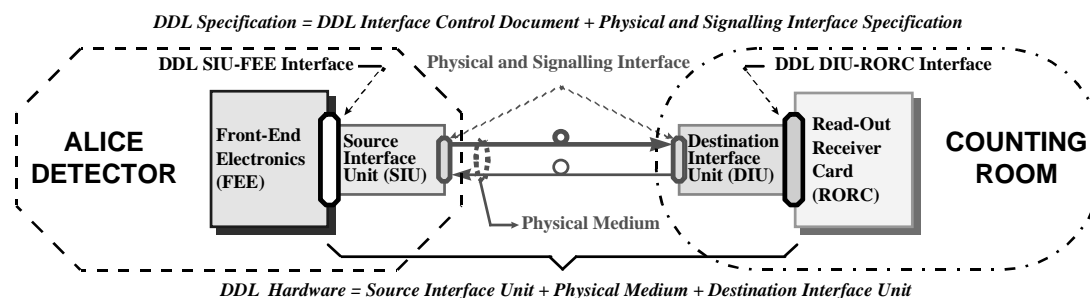 DDL Specification = DDL Interface Control Document + Physical and Signalling Interface Specification
DDL SIU-FEE Interface
Physical and Signalling Interface
DDL DIU-RORC Interface
ALICE
DETECTOR
Front-End
Electronics
(FEE)
Source
Interface
Unit (SIU)
Destination
Interface
Unit (DIU)
Read-Out
Receiver
Card
(RORC)
COUNTING
ROOM
Physical Medium
DDL Hardware = Source Interface Unit + Physical Medium + Destination Interface Unit